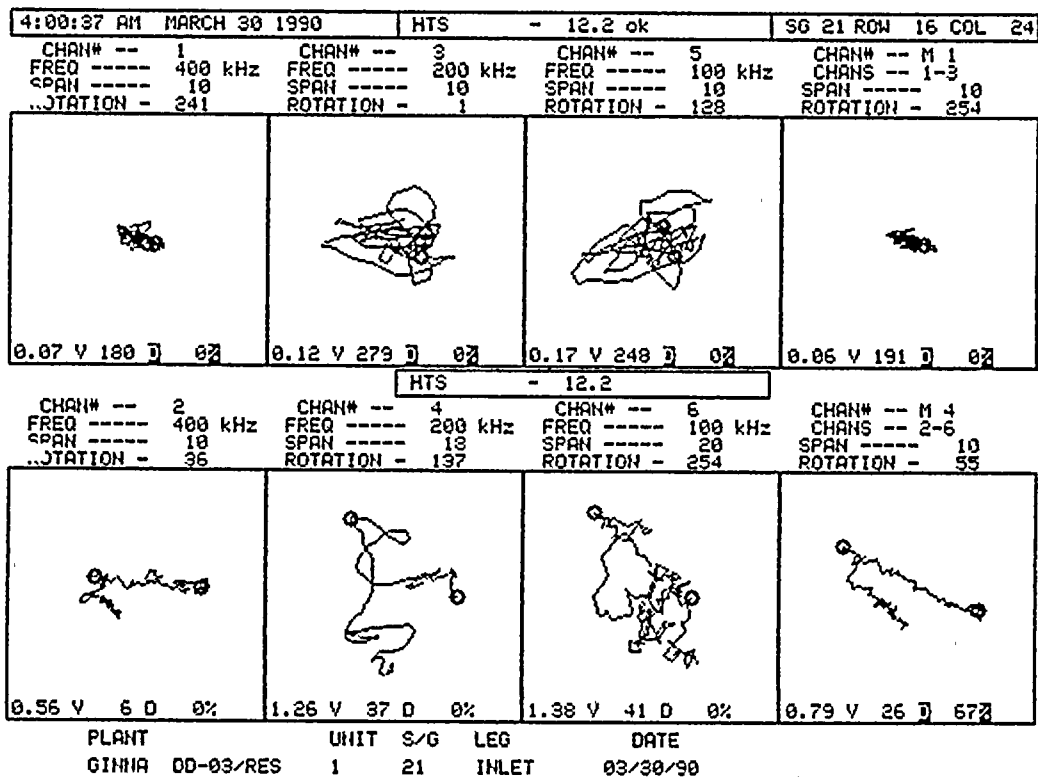 4:00:37 AM MARCH 30 1990 HTS - 12.2 ok SG 21 ROW 16 COL 24
CHAN# -- 1 CHAN# -- 3 CHAN# -- 5 CHAN# -- M 1
FREQ ----- 400 kHz FREQ ----- 200 kHz FREQ ----- 100 kHz CHANS -- 1-3
SPAN ----- 10 SPAN ----- 10 SPAN ----- 10 SPAN ----- 10
..OTATION - 241 ROTATION - 1 ROTATION - 128 ROTATION - 254
0.07 V 180 D 0% 0.12 V 279 D 0% 0.17 V 248 D 0% 0.06 V 191 D 0%
HTS - 12.2
CHAN# -- 2 CHAN# -- 4 CHAN# -- 6 CHAN# -- M 4
FREQ ----- 400 kHz FREQ ----- 200 kHz FREQ ----- 100 kHz CHANS -- 2-6
SPAN ----- 10 SPAN ----- 18 SPAN ----- 20 SPAN ----- 10
..OTATION - 36 ROTATION - 137 ROTATION - 254 ROTATION - 55
0.56 V 6 D 0% 1.26 V 37 D 0% 1.38 V 41 D 0% 0.79 V 26 D 67%
PLANT UNIT S/G LEG DATE
GINNA DD-03/RES 1 21 INLET 03/30/90